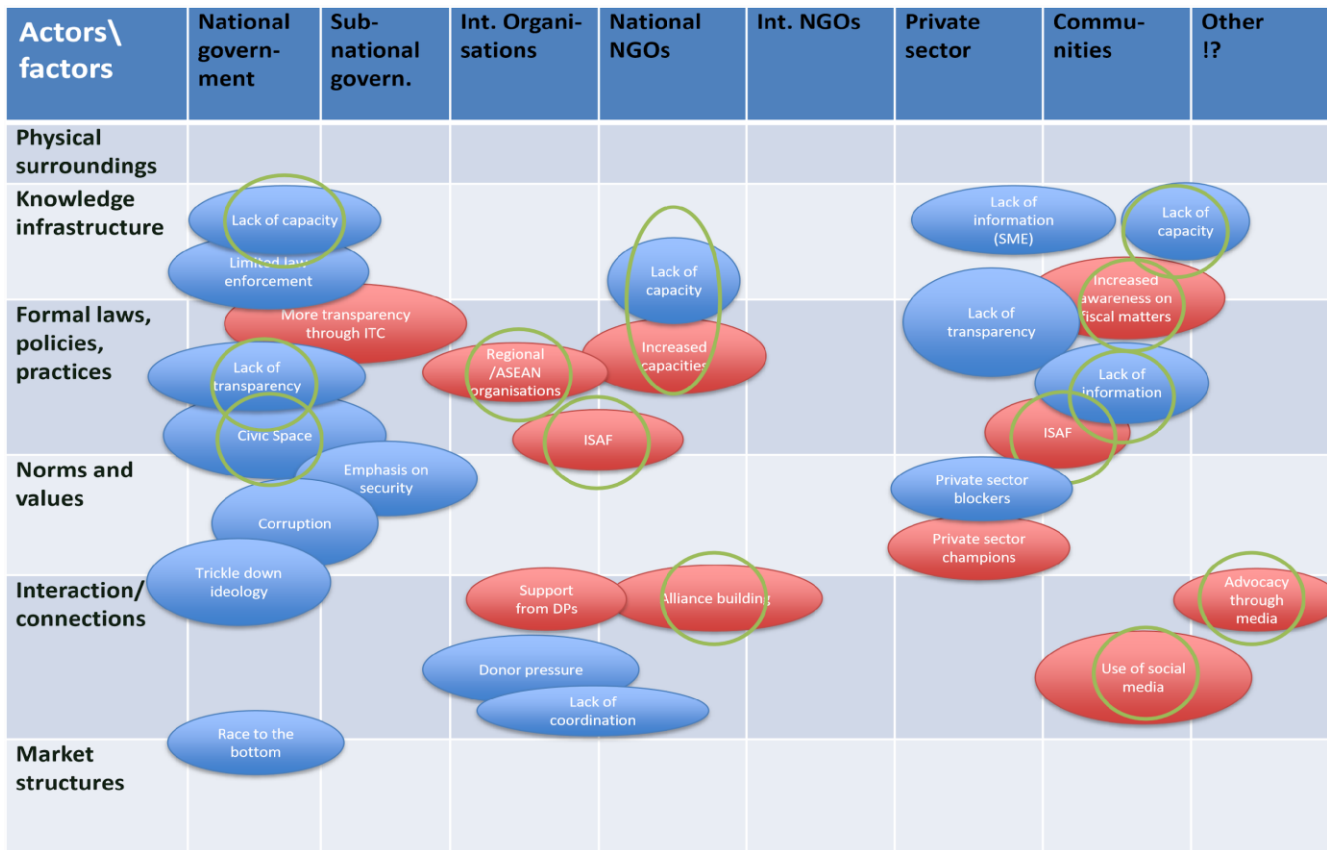 Actors\
factors
National
govern-
ment
Sub-
national
govern.
Int. Organi-
sations
National
NGOs
Int. NGOs
Private
sector
Commu-
nities
Other
!?
Physical
surroundings
Knowledge
infrastructure
Lack of capacity
Limited law
enforcement
Lack of
capacity
Lack of
information
(SME)
Lack of
capacity
Increased
awareness on
fiscal matters
Formal laws,
policies,
practices
More transparency
through ITC
Lack of
transparency
Civic Space
Regional
/ASEAN
organisations
Increased
capacities
ISAF
Lack of
transparency
Lack of
information
ISAF
Norms and
values
Emphasis on
security
Corruption
Trickle down
ideology
Private sector
blockers
Private sector
champions
Interaction/
connections
Support
from DPs
Alliance building
Donor pressure
Lack of
coordination
Advocacy
through
media
Use of social
media
Race to the
bottom
Market
structures